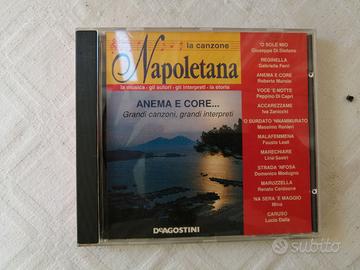 la canzone
Napoletana
la musica - gli autori - gli interpreti - la storia
ANEMA E CORE...
Grandi canzoni, grandi interpreti
DeAGOSTINI
'O SOLE MIO
Giuseppe Di Stefano
REGINELLA
Gabriella Ferri
ANEMA E CORE
Roberto Murolo
VOCE 'E NOTTE
Peppino Di Capri
ACCAREZZAME
Iva Zanicchi
'O SURDATO 'NNAMMURATO
Massimo Ranieri
MALAFEMMENA
Fausto Leali
MARECHIARE
Lina Sastri
STRADA 'NFOSA
Domenico Modugno
MARUZZELLA
Renato Carosone
'NA SERA 'E MAGGIO
Mina
CARUSO
Lucio Dalla
subito